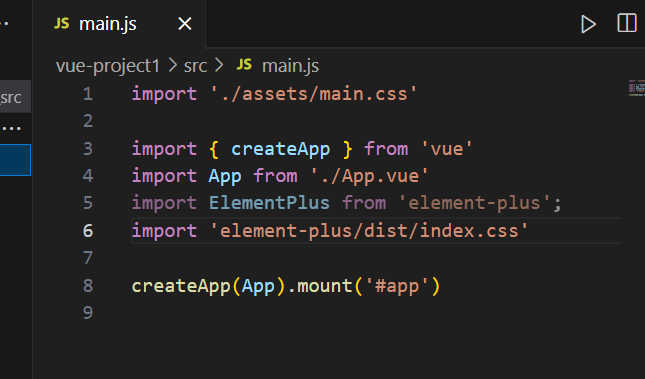 JS main.js ×
_src
vue-project1 > src > JS main.js
1 import './assets/main.css'
2
3 import { createApp } from 'vue'
4 import App from './App.vue'
5 import ElementPlus from 'element-plus';
6 import 'element-plus/dist/index.css'
7
8 createApp(App).mount('#app')
9